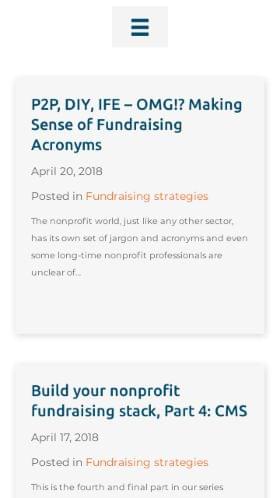 P2P, DIY, IFE – OMG!? Making
Sense of Fundraising
Acronyms
April 20, 2018
Posted in Fundraising strategies
The nonprofit world, just like any other sector,
has its own set of jargon and acronyms and even
some long-time nonprofit professionals are
unclear of...
Build your nonprofit
fundraising stack, Part 4: CMS
April 17, 2018
Posted in Fundraising strategies
This is the fourth and final part in our series